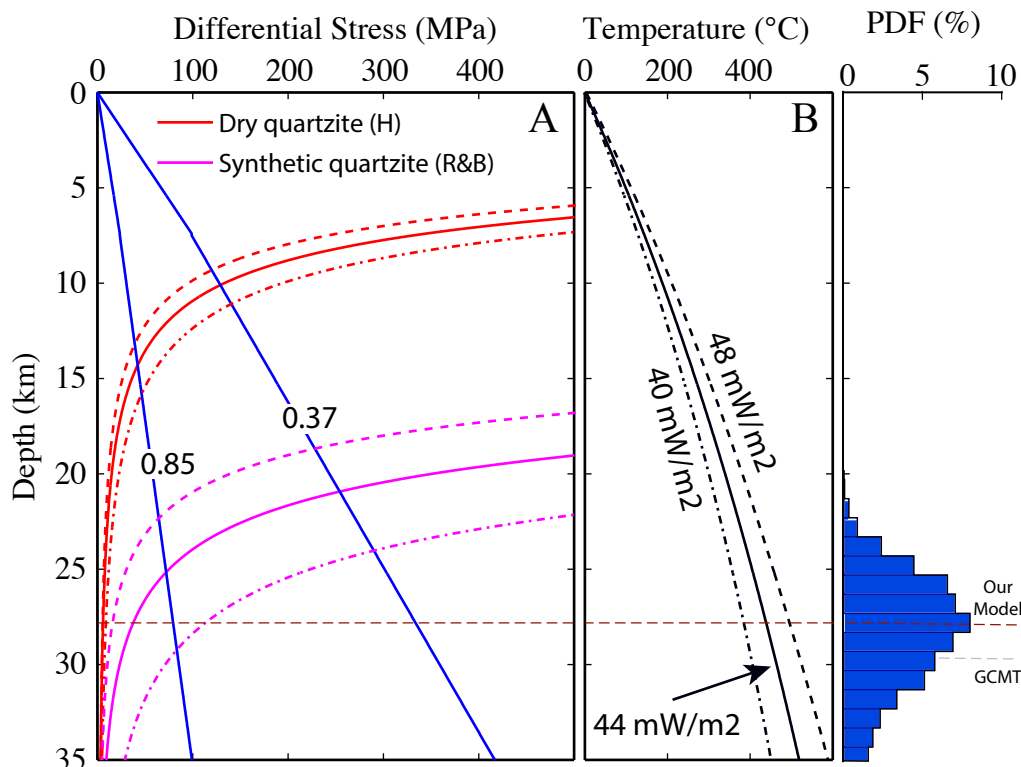 Differential Stress (MPa)
Temperature (°C)
PDF (%)
0 100 200 300 400
0 200 400
0 5 10
0
5
10
15
20
25
30
35
Depth (km)
Dry quartzite (H)
Synthetic quartzite (R&B)
A
0.37
0.85
B
48 mW/m2
40 mW/m2
44 mW/m2
Our
Model
GCMT